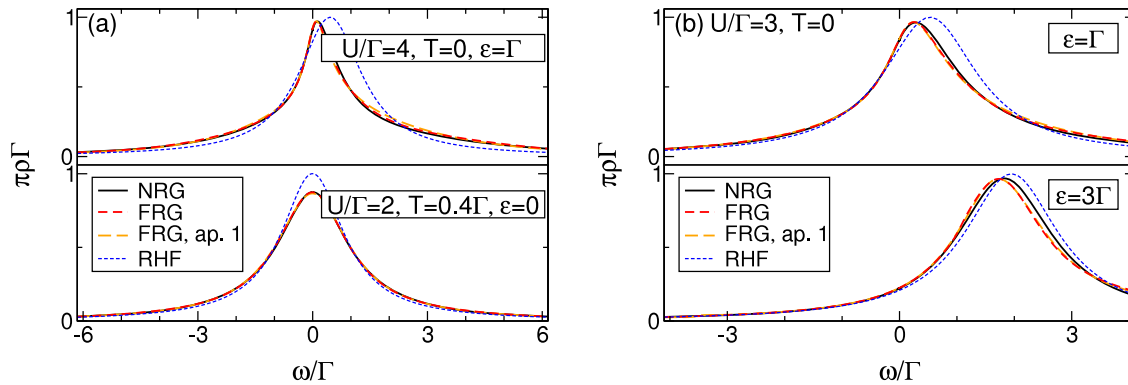 (a)
1
U/Γ=4, T=0, ε=Γ
πρΓ
0
1
NRG
FRG
FRG, ap. 1
RHF
U/Γ=2, T=0.4Γ, ε=0
0
-6 -3 0 3 6
ω/Γ
(b) U/Γ=3, T=0
1
ε=Γ
πρΓ
0
1
NRG
FRG
FRG, ap. 1
RHF
ε=3Γ
0
-3 0 3
ω/Γ